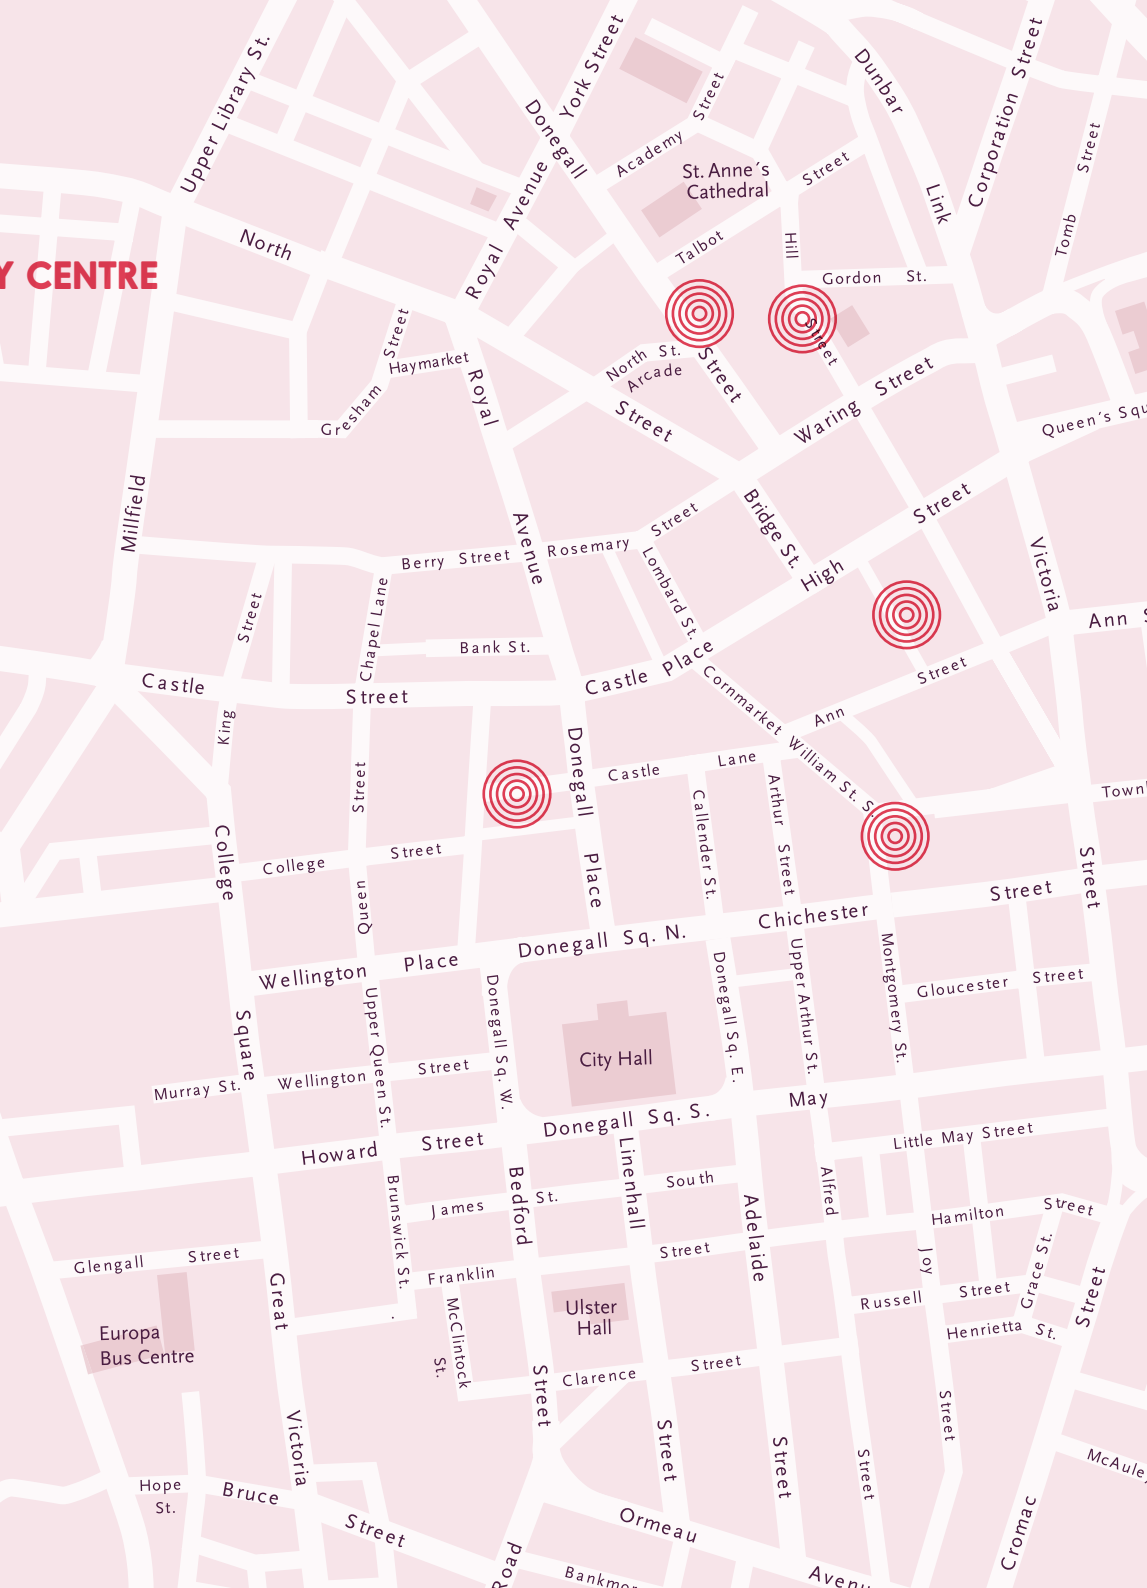 Upper Library St.
York Street
Donegall
Dunbar
Corporation Street
Street
Academy
Street
St. Anne´s
Cathedral
Street
Royal Avenue
Link
Tomb
North
Talbot
Hill
Y CENTRE
Gordon St.
Street
Street
Haymarket
North St.
Arcade
Street
Royal
Gresham
Street
Waring Street
Queen´s Squ
Millfield
Bridge St.
Street
Avenue
Street
Berry Street
Rosemary
High
Victoria
Lombard St.
Street
Chapel Lane
Bank St.
Ann S
Castle
Street
Castle Place
Street
King
Cornmarket
Ann
Donegall
William St. S.
Castle Lane
Street
Callender St.
Arthur Street
Town
College
College Street
Place
Street
Queen
Chichester
Street
Donegall Sq. N.
Wellington Place
Upper Queen St.
Donegall Sq. W.
Donegall Sq. E.
Upper Arthur St.
Montgomery St.
Gloucester Street
Square
City Hall
Murray St.
Wellington Street
May
Donegall Sq. S.
Howard Street
Little May Street
Linenhall
Brunswick St.
James St. South
Bedford
Alfred
Adelaide
Hamilton Street
Glengall Street
Street
Joy
Grace St.
Franklin
Great
McClintock
St.
Ulster
Hall
Russell Street
Street
Henrietta St.
Europa
Bus Centre
Clarence Street
Street
Street
Victoria
Street
Street
Street
McAule
Hope
St.
Bruce
Street
Ormeau
Cromac
Road
Bankmo
Avenu